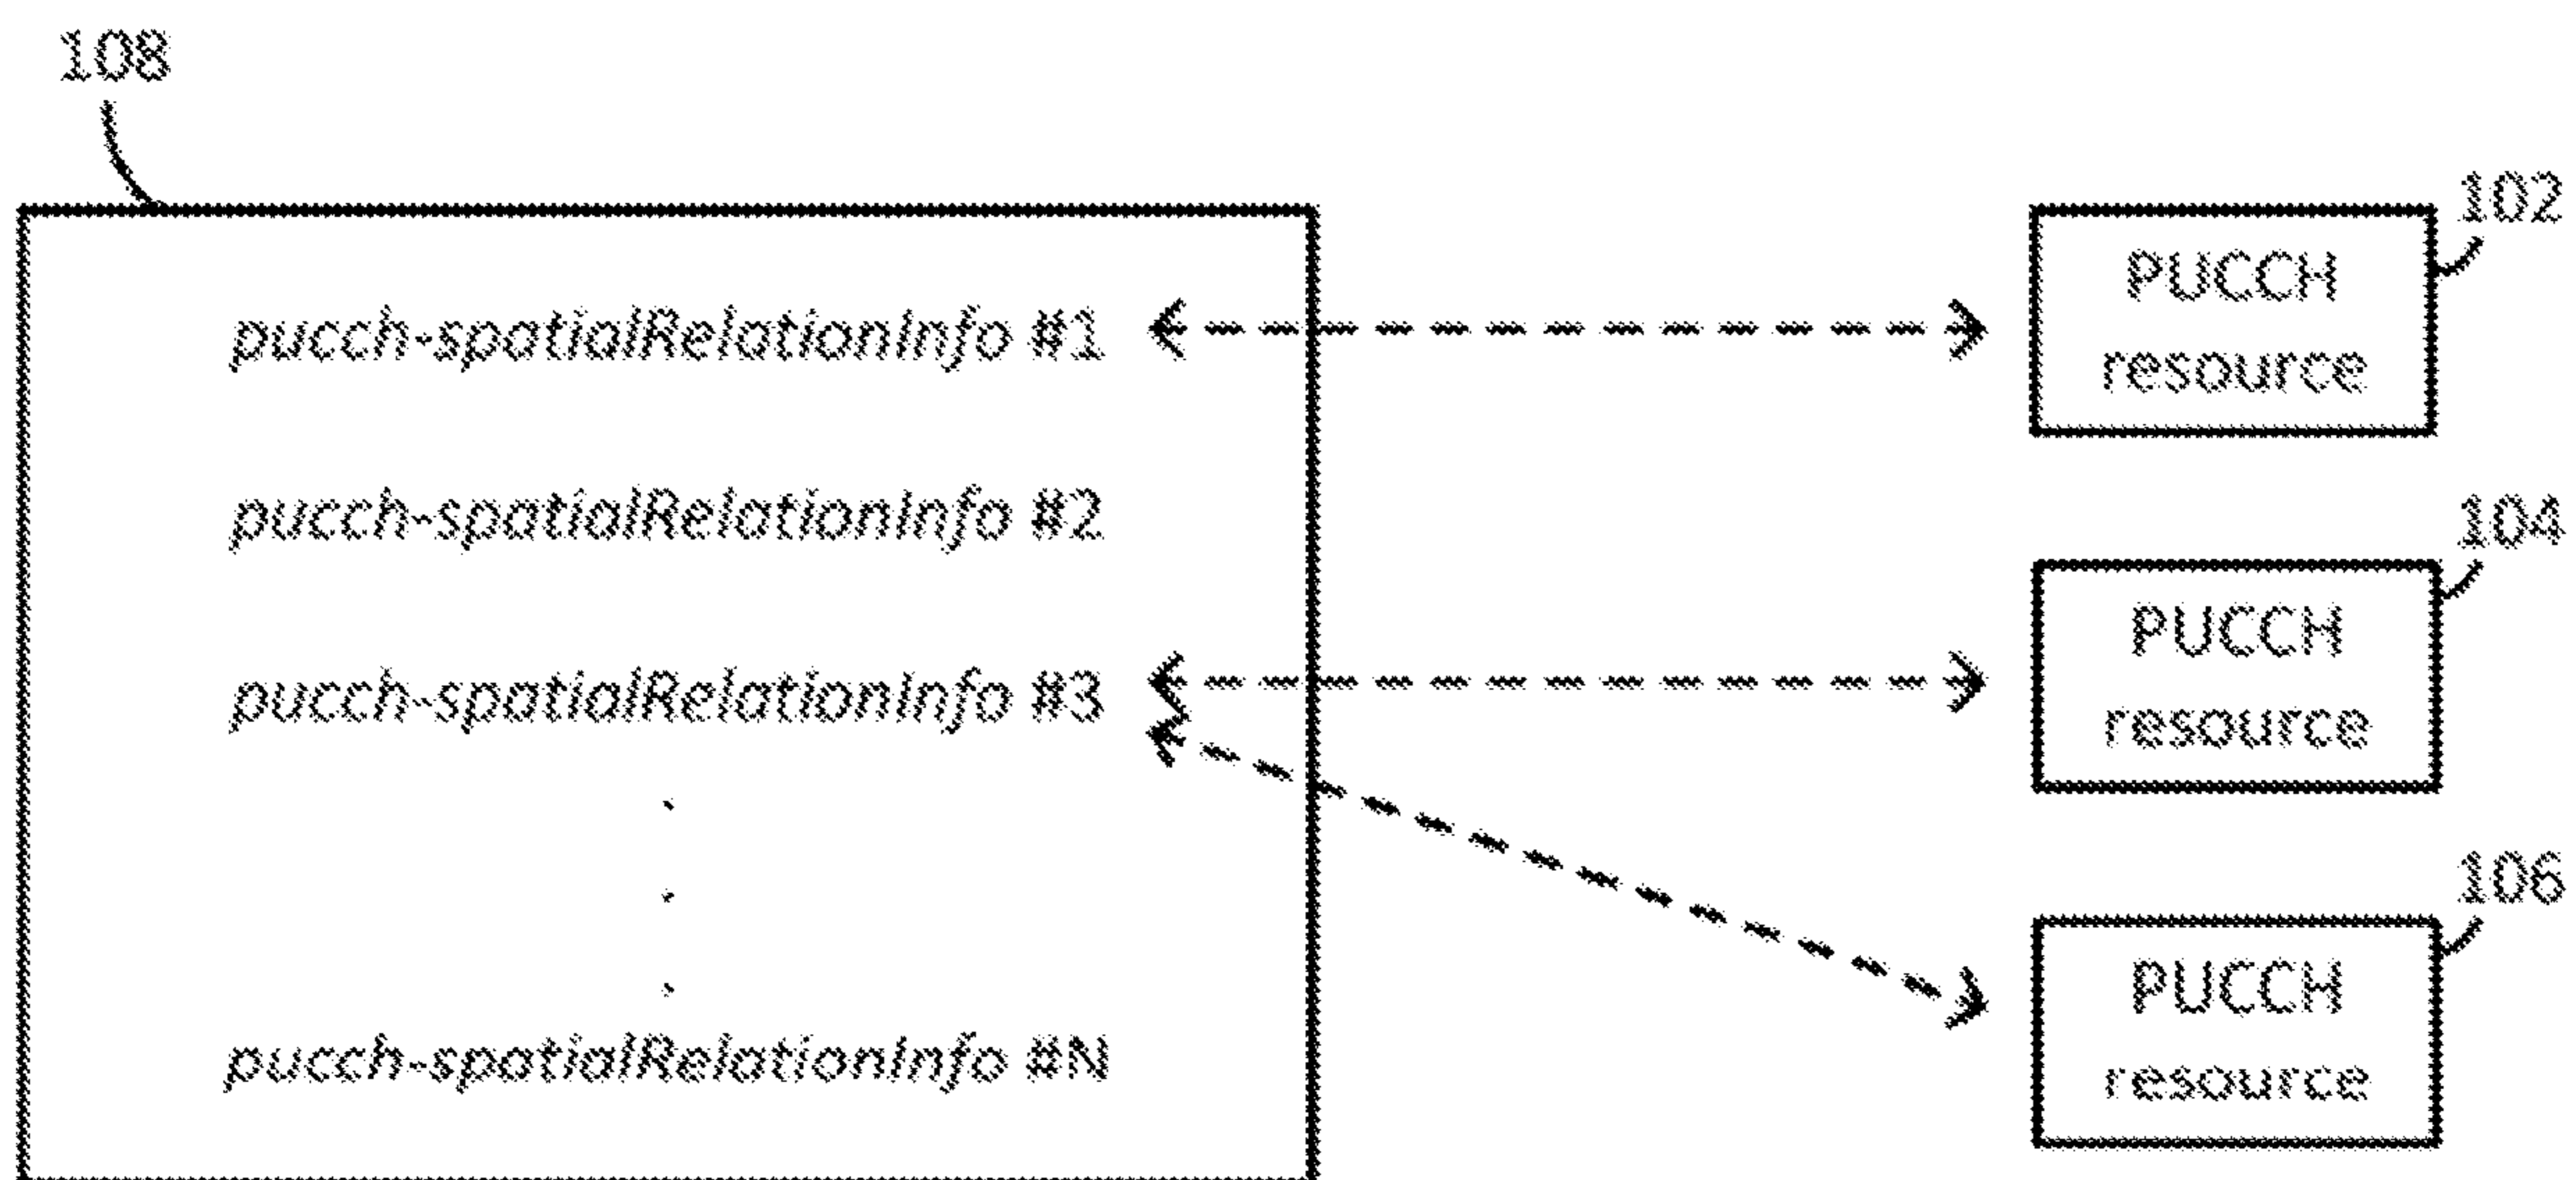 108
102
PUCCH
resource
pucch-spatialRelationInfo #1
pucch-spatialRelationInfo #2
104
PUCCH
resource
pucch-spatialRelationInfo #3
.
.
.
106
PUCCH
resource
pucch-spatialRelationInfo #N